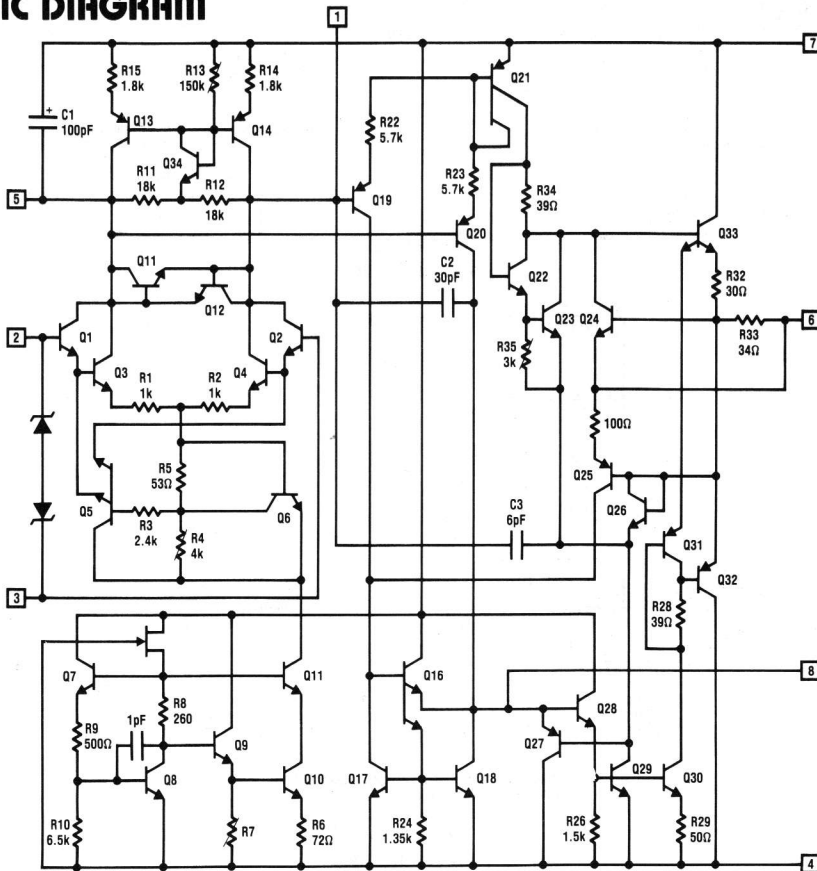 IC DIAGRAM
1
7
R15
1.8k
R13
150k
R14
1.8k
Q21
C1
+
100pF
Q13
Q14
R22
5.7k
Q34
R11
18k
R12
18k
R23
5.7k
R34
39Ω
5
Q19
Q20
Q33
Q11
C2
30pF
Q22
R32
30Ω
Q12
2
Q1
Q2
Q23
Q24
6
R33
34Ω
Q3
Q4
R35
3k
R1
1k
R2
1k
100Ω
R5
53Ω
Q25
Q5
Q6
Q26
R3
2.4k
R4
4k
C3
6pF
Q31
Q32
3
R28
39Ω
Q7
Q11
Q16
8
R8
260
1pF
R9
500Ω
Q9
Q28
Q27
Q8
Q10
Q17
Q18
Q29
Q30
R10
6.5k
R7
R6
72Ω
R24
1.35k
R26
1.5k
R29
50Ω
4